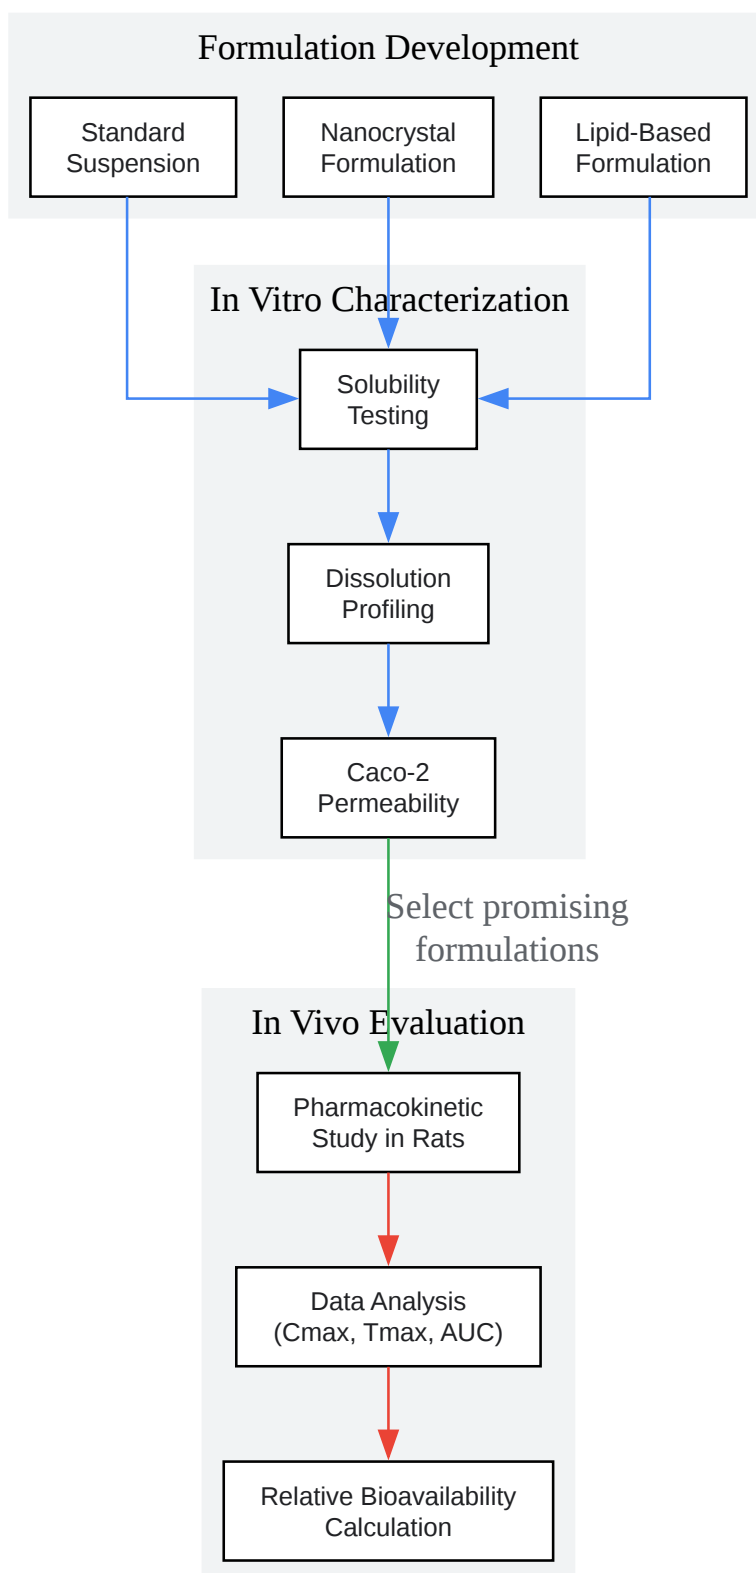 Formulation Development
Standard
Suspension
Nanocrystal
Formulation
Lipid-Based
Formulation
In Vitro Characterization
Solubility
Testing
Dissolution
Profiling
Caco-2
Permeability
Select promising
formulations
In Vivo Evaluation
Pharmacokinetic
Study in Rats
Data Analysis
(Cmax, Tmax, AUC)
Relative Bioavailability
Calculation